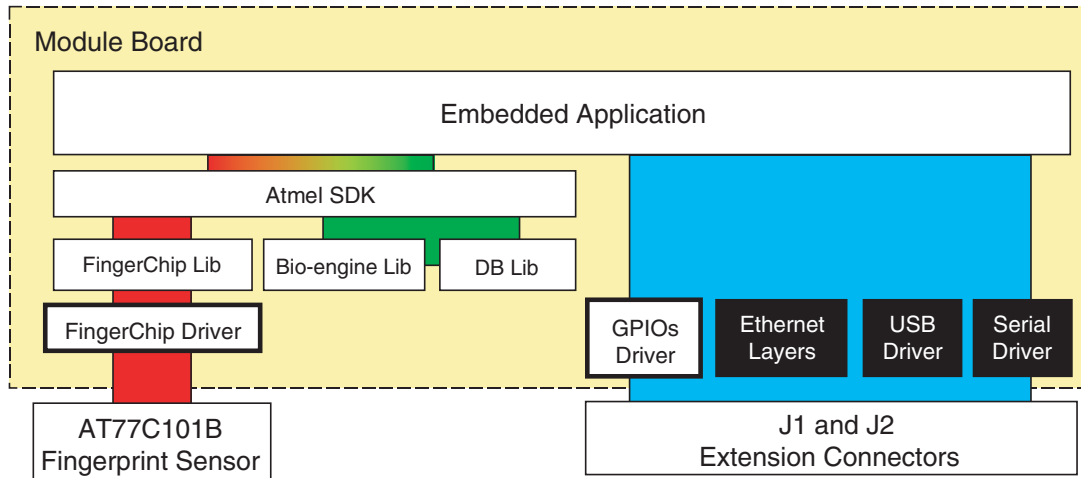 Module Board
Embedded Application
Atmel SDK
FingerChip Lib
Bio-engine Lib
DB Lib
FingerChip Driver
GPIOs
Driver
Ethernet
Layers
USB
Driver
Serial
Driver
AT77C101B
Fingerprint Sensor
J1 and J2
Extension Connectors